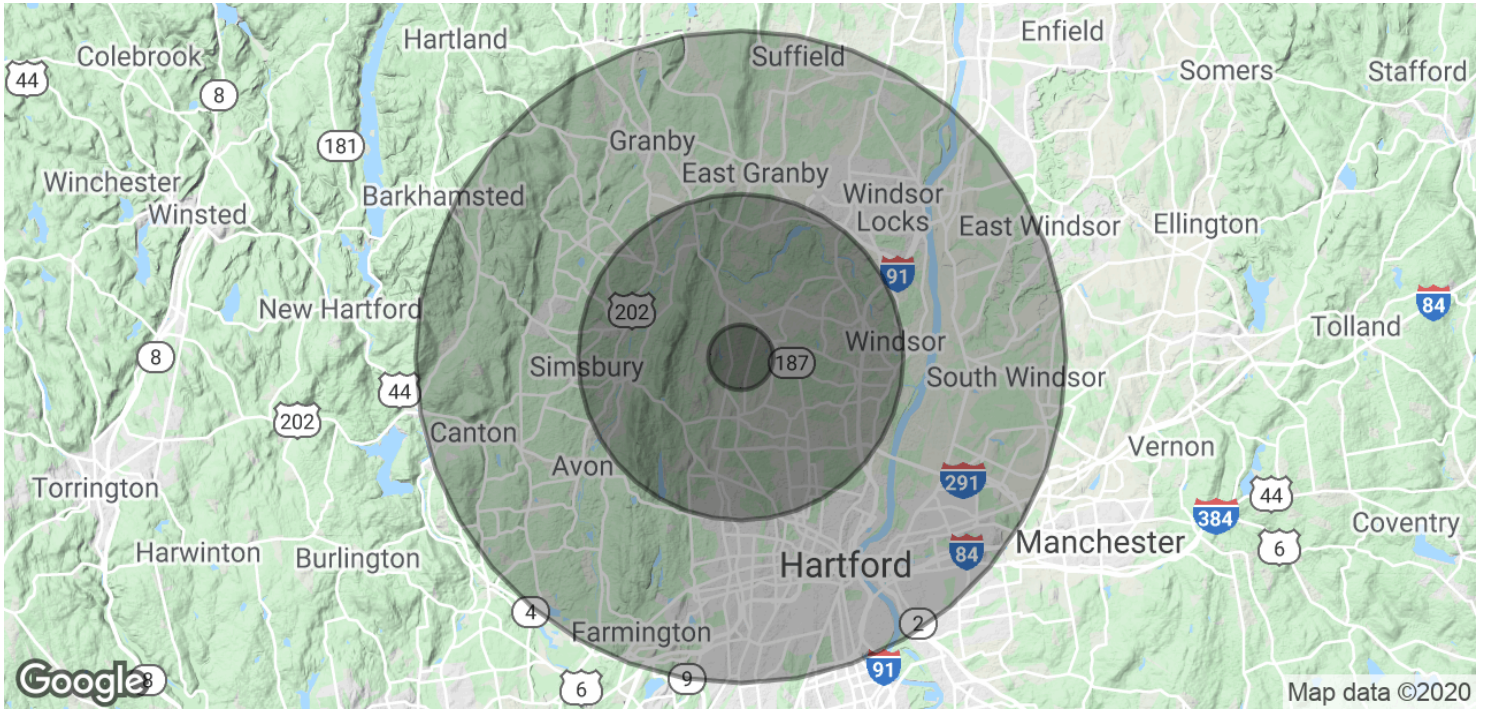 Hartland
Suffield
Enfield
Colebrook
Somers
Stafford
44
8
181
Granby
East Granby
Winchester
Barkhamsted
Windsor
Locks
Winsted
East Windsor
Ellington
91
84
New Hartford
202
Tolland
8
Simsbury
187
Windsor
South Windsor
44
202
Canton
Vernon
Avon
291
44
Torrington
384
Coventry
6
Harwinton
Burlington
Hartford
84
Manchester
4
Farmington
2
91
9
6
8
Google
Map data ©2020